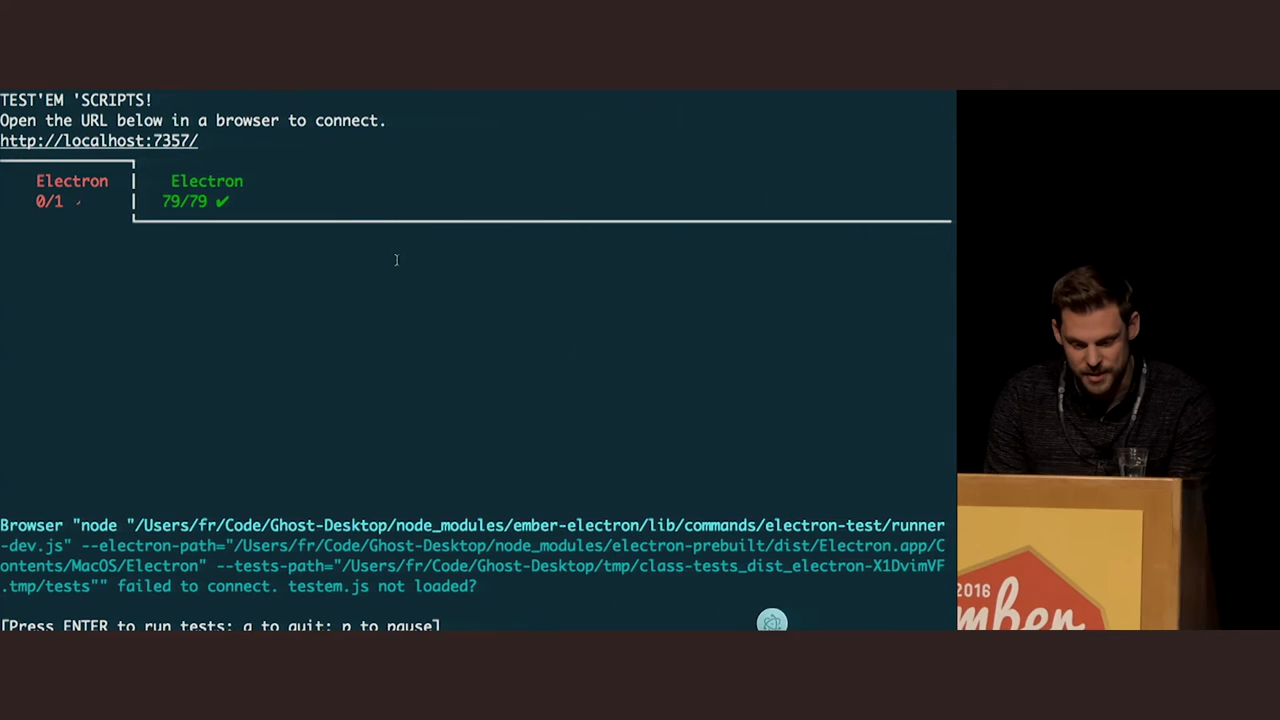 TEST'EM 'SCRIPTS!
Open the URL below in a browser to connect.
http://localhost:7357/
Electron
Electron
0/1
79/79 ✔
Browser "node "/Users/fr/Code/Ghost-Desktop/node_modules/ember-electron/lib/commands/electron-test/runner
-dev.js" --electron-path="/Users/fr/Code/Ghost-Desktop/node_modules/electron-prebuilt/dist/Electron.app/C
ontents/MacOS/Electron" --tests-path="/Users/fr/Code/Ghost-Desktop/tmp/class-tests_dist_electron-X1DvimVF
.tmp/tests"" failed to connect. testem.js not loaded?
[Press ENTER to run tests; q to quit; p to pause]
2016
mber